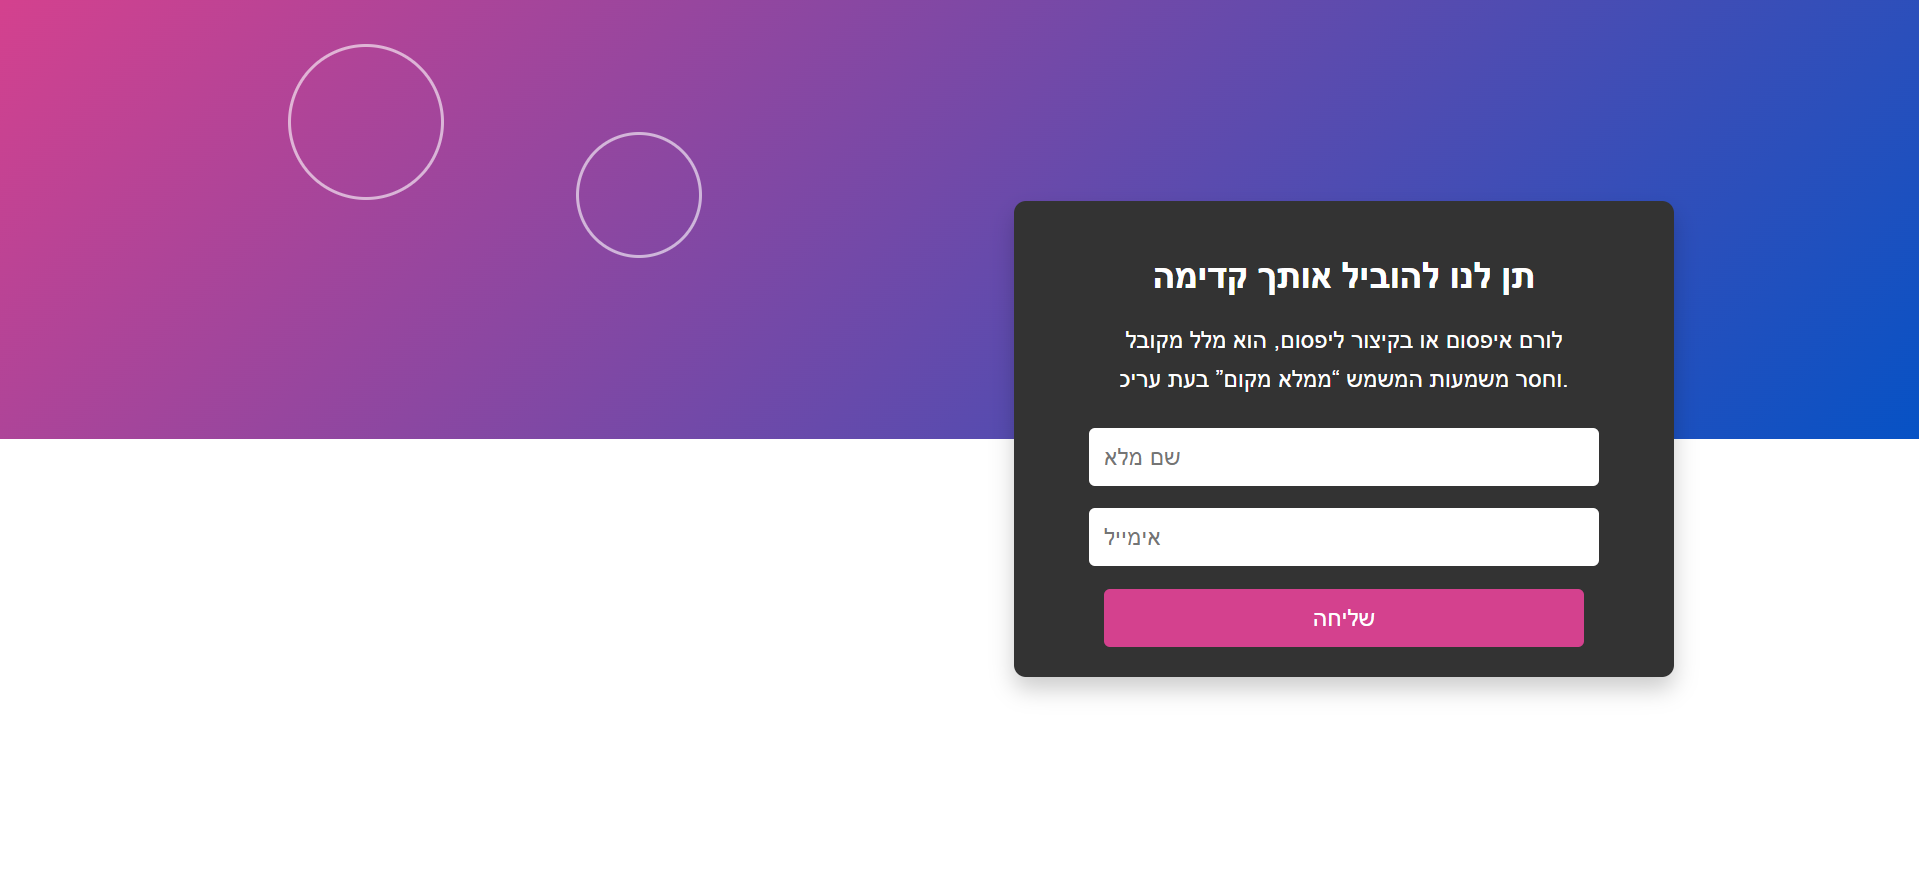 תן לנו להוביל אותך קדימה
לורם איפסום או בקיצור ליפסום, הוא מלל מקובל
וחסר משמעות המשמש “ממלא מקום” בעת עריכ.
שם מלא
אימייל
שליחה